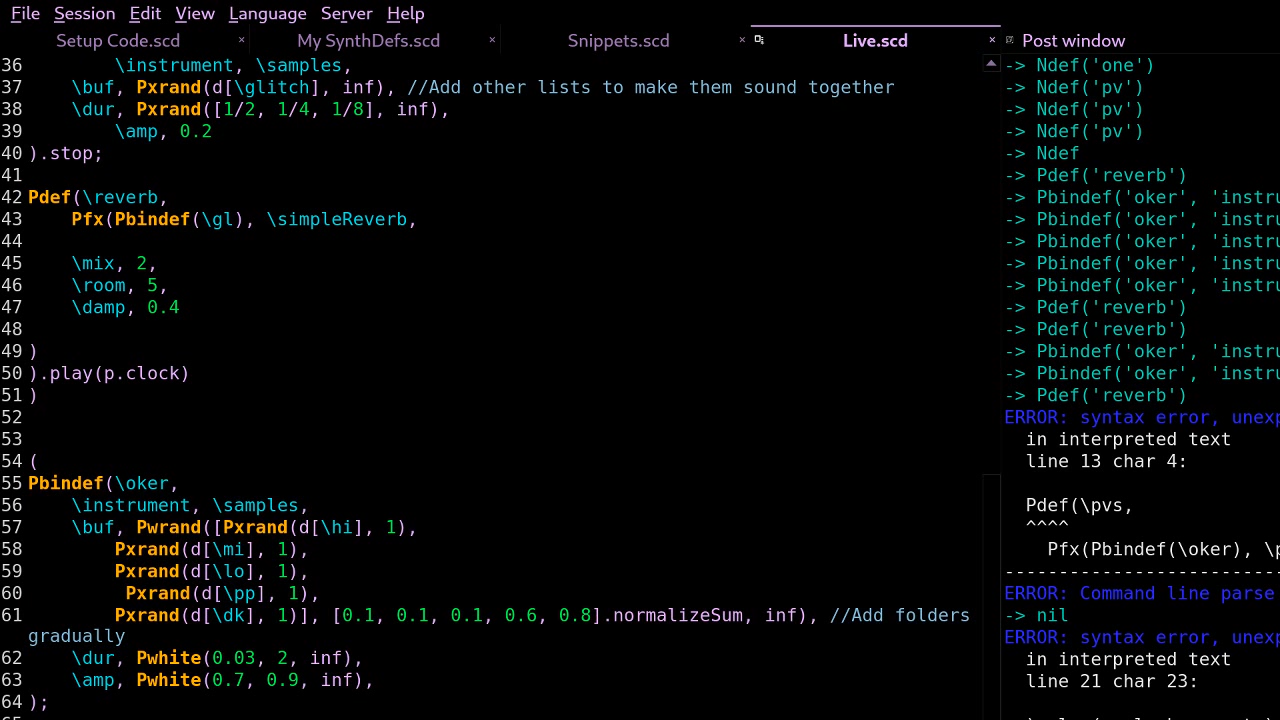 File Session Edit View Language Server Help
Setup Code.scd × My SynthDefs.scd × Snippets.scd × Live.scd × Post window
36 \instrument, \samples,
37 \buf, Pxrand(d[\glitch], inf), //Add other lists to make them sound together
38 \dur, Pxrand([1/2, 1/4, 1/8], inf),
39 \amp, 0.2
40 ).stop;
41
42 Pdef(\reverb,
43 Pfx(Pbindef(\gl), \simpleReverb,
44
45 \mix, 2,
46 \room, 5,
47 \damp, 0.4
48
49 )
50 ).play(p.clock)
51 )
52
53
54 (
55 Pbindef(\oker,
56 \instrument, \samples,
57 \buf, Pwrand([Pxrand(d[\hi], 1),
58 Pxrand(d[\mi], 1),
59 Pxrand(d[\lo], 1),
60 Pxrand(d[\pp], 1),
61 Pxrand(d[\dk], 1)], [0.1, 0.1, 0.1, 0.6, 0.8].normalizeSum, inf), //Add folders
gradually
62 \dur, Pwhite(0.03, 2, inf),
63 \amp, Pwhite(0.7, 0.9, inf),
64 );
-> Ndef('one')
-> Ndef('pv')
-> Ndef('pv')
-> Ndef('pv')
-> Ndef
-> Pdef('reverb')
-> Pbindef('oker', 'instru
-> Pbindef('oker', 'instru
-> Pbindef('oker', 'instru
-> Pbindef('oker', 'instru
-> Pbindef('oker', 'instru
-> Pdef('reverb')
-> Pdef('reverb')
-> Pbindef('oker', 'instru
-> Pbindef('oker', 'instru
-> Pdef('reverb')
ERROR: syntax error, unexp
in interpreted text
line 13 char 4:
Pdef(\pvs,
^^^^
Pfx(Pbindef(\oker), \p
--------------------------
ERROR: Command line parse
-> nil
ERROR: syntax error, unexp
in interpreted text
line 21 char 23: